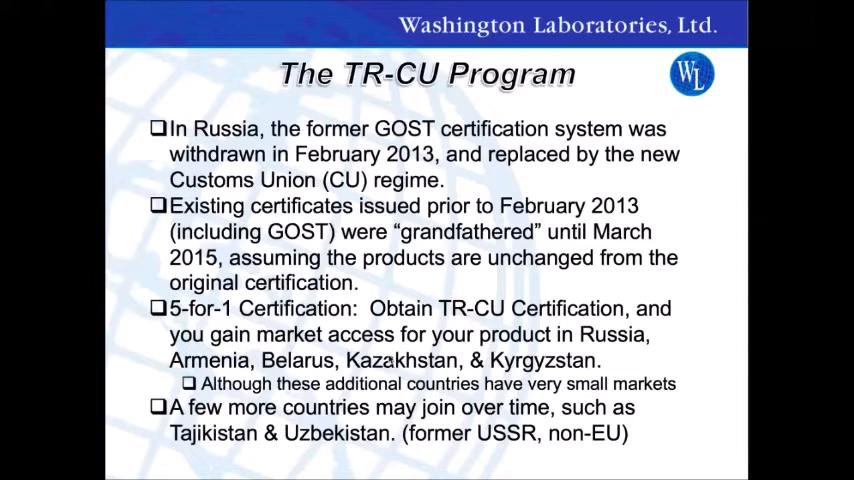 Washington Laboratories, Ltd.
The TR-CU Program
WL
In Russia, the former GOST certification system was
withdrawn in February 2013, and replaced by the new
Customs Union (CU) regime.
Existing certificates issued prior to February 2013
(including GOST) were “grandfathered” until March
2015, assuming the products are unchanged from the
original certification.
5-for-1 Certification: Obtain TR-CU Certification, and
you gain market access for your product in Russia,
Armenia, Belarus, Kazakhstan, & Kyrgyzstan.
Although these additional countries have very small markets
A few more countries may join over time, such as
Tajikistan & Uzbekistan. (former USSR, non-EU)